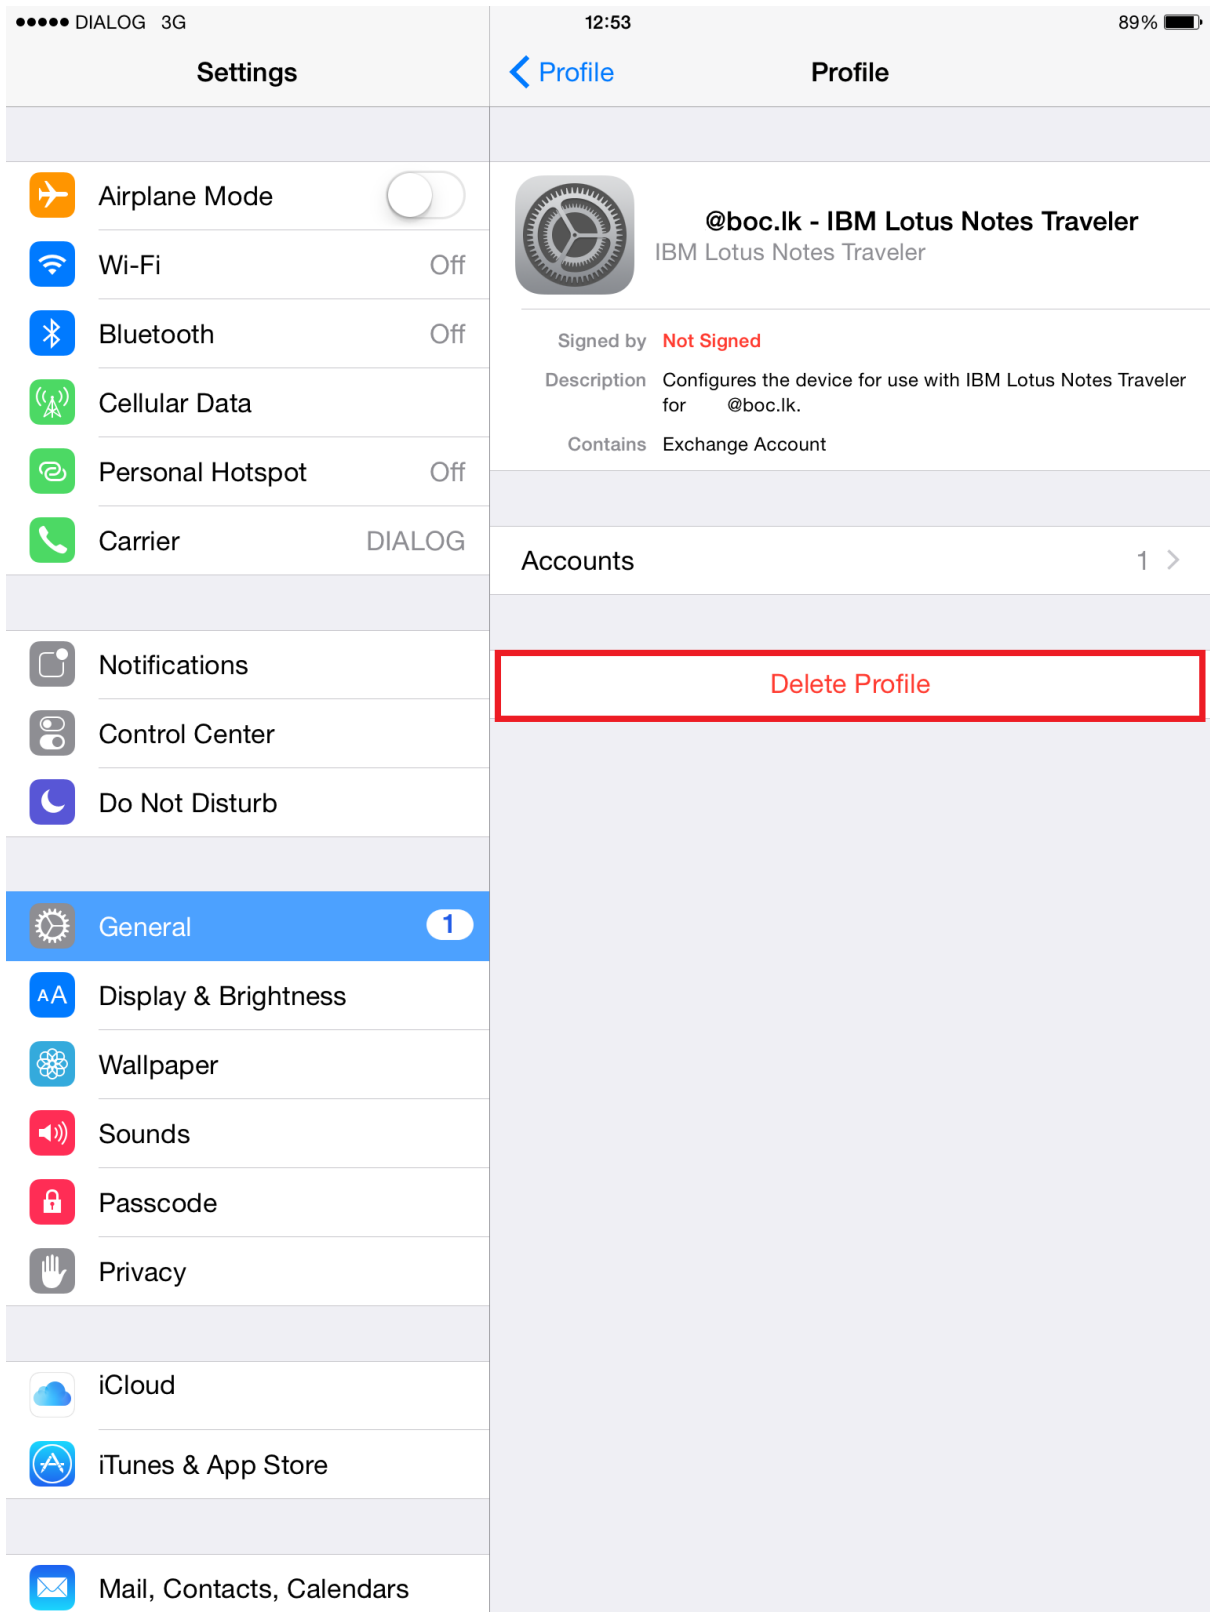 DIALOG 3G
12:53
89%
Settings
Airplane Mode
Wi-Fi Off
Bluetooth Off
Cellular Data
Personal Hotspot Off
Carrier DIALOG
Notifications
Control Center
Do Not Disturb
General 1
AA Display & Brightness
Wallpaper
Sounds
Passcode
Privacy
iCloud
iTunes & App Store
Mail, Contacts, Calendars
Profile
Profile
@boc.lk - IBM Lotus Notes Traveler
IBM Lotus Notes Traveler
Signed by Not Signed
Description Configures the device for use with IBM Lotus Notes Traveler
for @boc.lk.
Contains Exchange Account
Accounts 1
Delete Profile